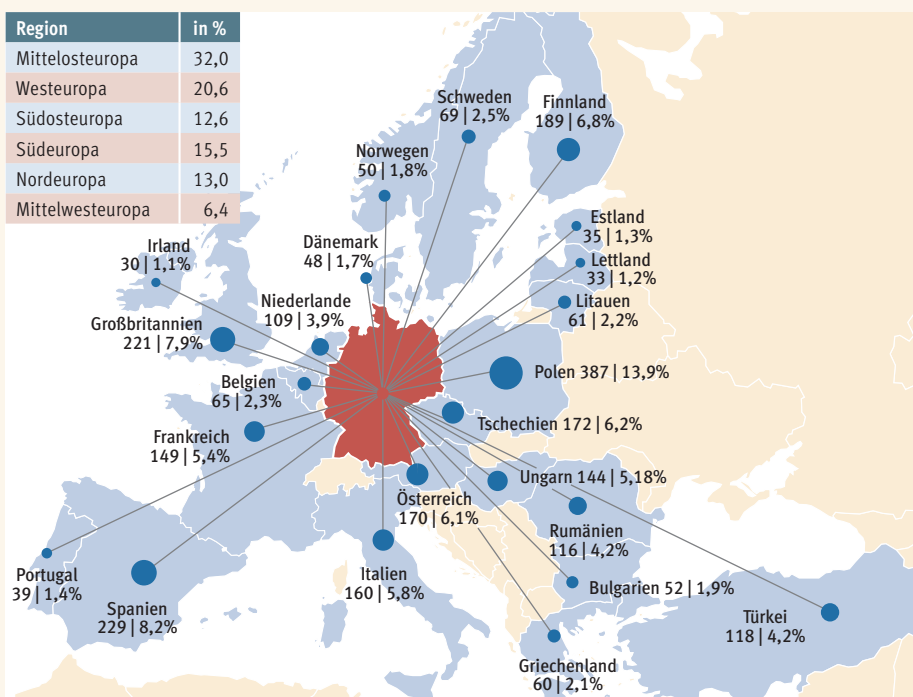 Region in %
Mittelosteuropa 32,0
Westeuropa 20,6
Südosteuropa 12,6
Südeuropa 15,5
Nordeuropa 13,0
Mittelwesteuropa 6,4
Schweden
69 | 2,5%
Finnland
189 | 6,8%
Norwegen
50 | 1,8%
Estland
35 | 1,3%
Irland
30 | 1,1%
Dänemark
48 | 1,7%
Lettland
33 | 1,2%
Niederlande
109 | 3,9%
Litauen
61 | 2,2%
Großbritannien
221 | 7,9%
Belgien
65 | 2,3%
Polen 387 | 13,9%
Tschechien 172 | 6,2%
Frankreich
149 | 5,4%
Ungarn 144 | 5,18%
Österreich
170 | 6,1%
Rumänien
116 | 4,2%
Portugal
39 | 1,4%
Spanien
229 | 8,2%
Italien
160 | 5,8%
Bulgarien 52 | 1,9%
Türkei
118 | 4,2%
Griechenland
60 | 2,1%